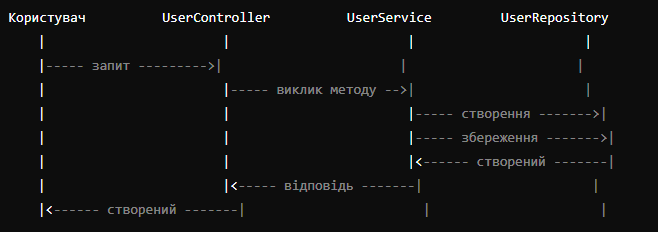 Користувач UserController UserService UserRepository
| | | |
|----- запит --------->| | |
| |----- виклик методу -->| |
| | |----- створення ------->|
| | |----- збереження ------->|
| | |<------ створений -------|
| |<----- відповідь -------| |
|<------ створений -------| | |